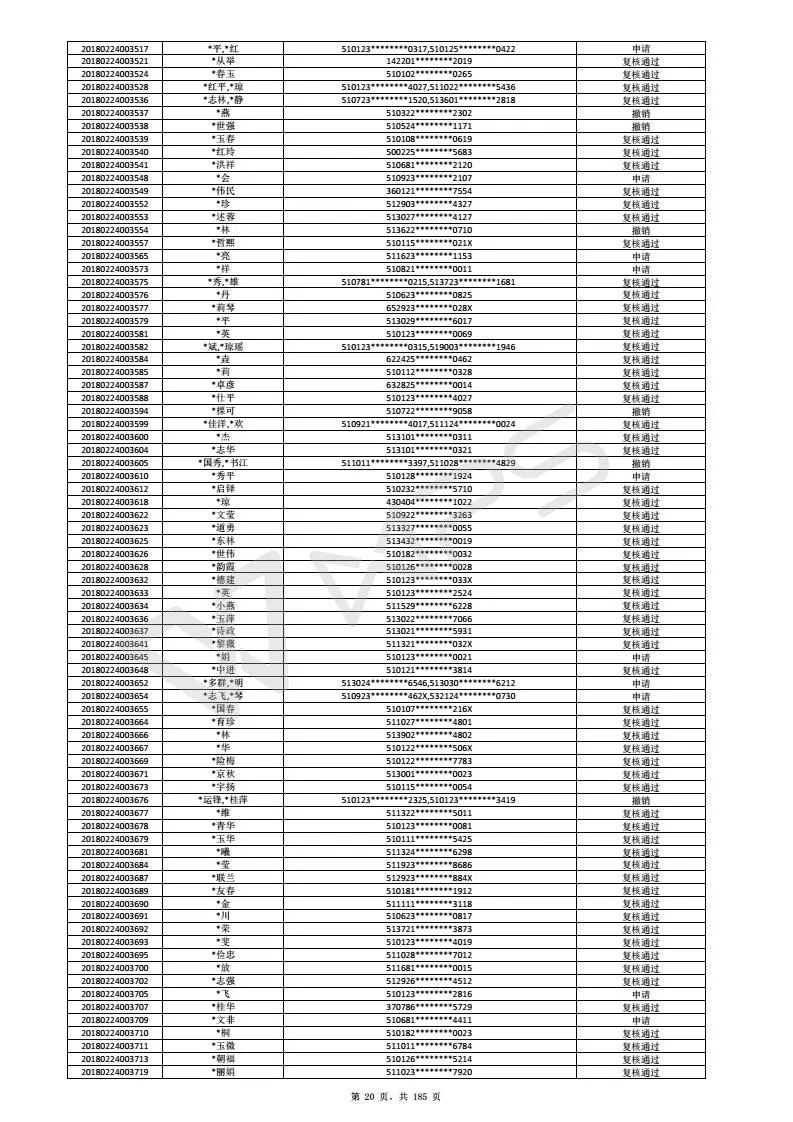 20180224003517 *平,*红 510123********0317,510125********0422 申请
20180224003521 *从举 142201********2019 复核通过
20180224003524 *春玉 510102********0265 复核通过
20180224003528 *红平,*琼 510123********4027,511022********5436 复核通过
20180224003536 *志林,*静 510723********1520,513601********2818 复核通过
20180224003537 *燕 510322********2302 撤销
20180224003538 *世强 510524********1171 撤销
20180224003539 *玉春 510108********0619 复核通过
20180224003540 *红玲 500225********5683 复核通过
20180224003541 *洪祥 510681********2120 复核通过
20180224003548 *会 510923********2107 申请
20180224003549 *伟民 360121********7554 复核通过
20180224003552 *珍 512903********4327 复核通过
20180224003553 *述蓉 513027********4127 复核通过
20180224003554 *林 513622********0710 撤销
20180224003557 *哲熙 510115********021X 复核通过
20180224003565 *亮 511623********1153 申请
20180224003573 *祥 510821********0011 申请
20180224003575 *秀,*雄 510781********0215,513723********1681 复核通过
20180224003576 *丹 510623********0825 复核通过
20180224003577 *莉琴 652923********028X 复核通过
20180224003579 *平 513029********6017 复核通过
20180224003581 *英 510123********0069 复核通过
20180224003582 *斌,*琼瑶 510123********0315,519003********1946 复核通过
20180224003584 *垚 622425********0462 复核通过
20180224003585 *莉 510112********0328 复核通过
20180224003587 *卓彦 632825********0014 复核通过
20180224003588 *仕平 510123********4027 复核通过
20180224003594 *樑可 510722********9058 撤销
20180224003599 *佳洋,*欢 510921********4017,511124********0024 复核通过
20180224003600 *杰 513101********0311 复核通过
20180224003604 *志华 513101********0321 复核通过
20180224003605 *国秀,*书江 511011********3397,511028********4829 撤销
20180224003610 *秀平 510128********1924 申请
20180224003612 *启铎 510232********5710 复核通过
20180224003618 *琼 430404********1022 复核通过
20180224003622 *文莹 510922********3263 复核通过
20180224003623 *道勇 513327********0055 复核通过
20180224003625 *东林 513432********0019 复核通过
20180224003626 *世伟 510182********0032 复核通过
20180224003628 *韵霞 510126********0028 复核通过
20180224003632 *德建 510123********033X 复核通过
20180224003633 *英 510123********2524 复核通过
20180224003634 *小燕 511529********6228 复核通过
20180224003636 *玉萍 513022********7066 复核通过
20180224003637 *诗政 513021********5931 复核通过
20180224003641 *黎薇 511321********032X 复核通过
20180224003645 *娟 510123********0021 申请
20180224003648 *中进 510121********3814 复核通过
20180224003652 *多群,*明 513024********6546,513030********6212 申请
20180224003654 *志飞,*琴 510923********462X,532124********0730 申请
20180224003655 *国春 510107********216X 复核通过
20180224003664 *育珍 511027********4801 复核通过
20180224003666 *林 513902********4802 复核通过
20180224003667 *华 510122********506X 复核通过
20180224003669 *险梅 510122********7783 复核通过
20180224003671 *京秋 513001********0023 复核通过
20180224003673 *宇扬 510115********0054 复核通过
20180224003676 *运锋,*桂萍 510123********2325,510123********3419 撤销
20180224003677 *维 511322********5011 复核通过
20180224003678 *青华 510123********0081 复核通过
20180224003679 *玉华 510111********5425 复核通过
20180224003681 *曦 511324********6298 复核通过
20180224003684 *莹 511923********8686 复核通过
20180224003687 *联兰 512923********884X 复核通过
20180224003689 *友春 510181********1912 复核通过
20180224003690 *金 511111********3118 复核通过
20180224003691 *川 510623********0817 复核通过
20180224003692 *荣 513721********3873 复核通过
20180224003693 *斐 510123********4019 复核通过
20180224003695 *俭忠 511028********7012 复核通过
20180224003700 *放 511681********0015 复核通过
20180224003702 *志强 512926********4512 复核通过
20180224003705 *飞 510123********2816 申请
20180224003707 *桂华 370786********5729 复核通过
20180224003709 *文非 510681********4411 申请
20180224003710 *桐 510182********0023 复核通过
20180224003711 *玉微 511011********6784 复核通过
20180224003713 *朝福 510126********5214 复核通过
20180224003719 *丽娟 511023********7920 复核通过
第 20 页，共 185 页